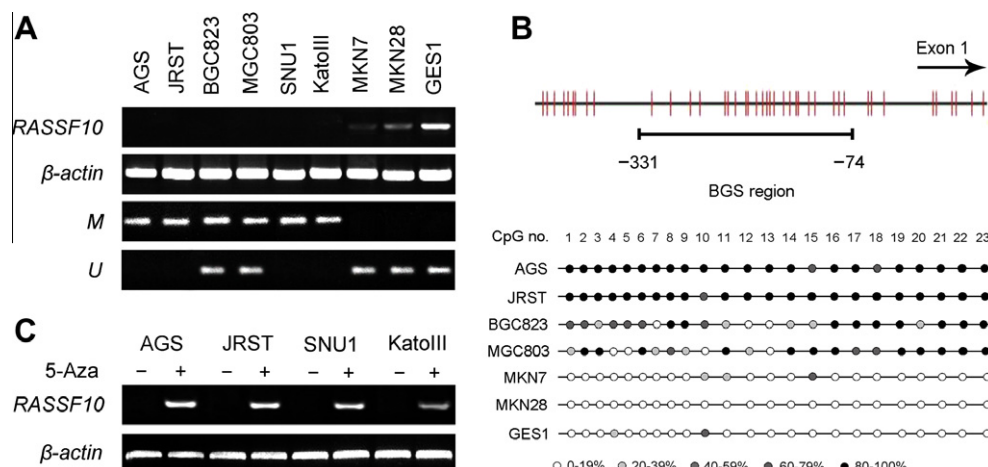 A
AGS JRST BGC823 MGC803 SNU1 KatoIII MKN7 MKN28 GES1
RASSF10
β-actin
M
U
B
Exon 1
−331 −74
BGS region
CpG no. 1 2 3 4 5 6 7 8 9 10 11 12 13 14 15 16 17 18 19 20 21 22 23
AGS
JRST
BGC823
MGC803
MKN7
MKN28
GES1
0-19% 20-39% 40-59% 60-79% 80-100%
C
AGS JRST SNU1 KatoIII
5-Aza − + − + − + − +
RASSF10
β-actin